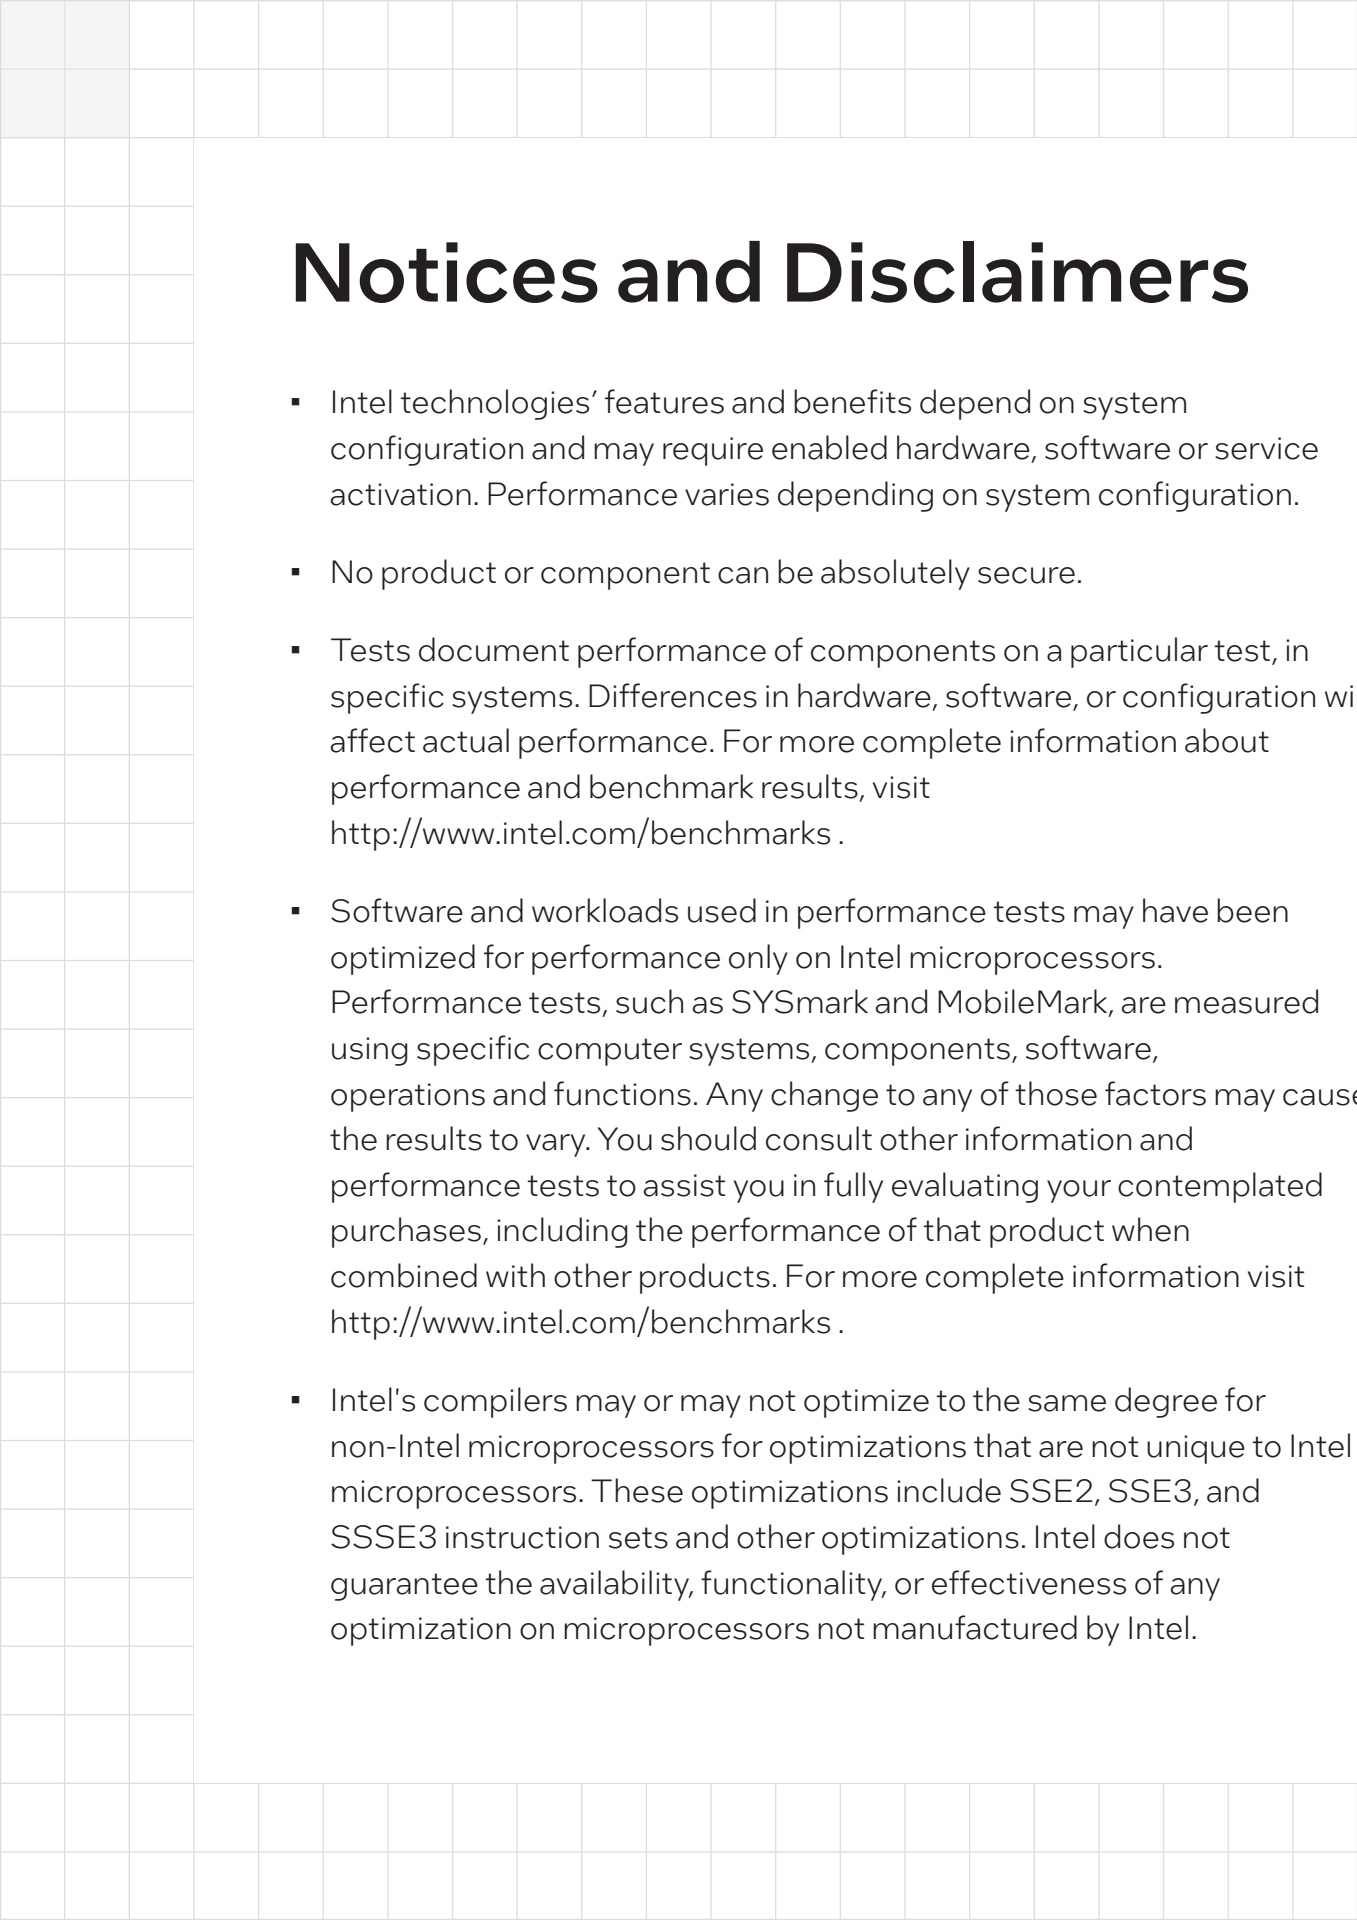 Notices and Disclaimers
▪ Intel technologies’ features and benefits depend on system
configuration and may require enabled hardware, software or service
activation. Performance varies depending on system configuration.
▪ No product or component can be absolutely secure.
▪ Tests document performance of components on a particular test, in
specific systems. Differences in hardware, software, or configuration wi
affect actual performance. For more complete information about
performance and benchmark results, visit
http://www.intel.com/benchmarks .
▪ Software and workloads used in performance tests may have been
optimized for performance only on Intel microprocessors.
Performance tests, such as SYSmark and MobileMark, are measured
using specific computer systems, components, software,
operations and functions. Any change to any of those factors may cause
the results to vary. You should consult other information and
performance tests to assist you in fully evaluating your contemplated
purchases, including the performance of that product when
combined with other products. For more complete information visit
http://www.intel.com/benchmarks .
▪ Intel's compilers may or may not optimize to the same degree for
non-Intel microprocessors for optimizations that are not unique to Intel
microprocessors. These optimizations include SSE2, SSE3, and
SSSE3 instruction sets and other optimizations. Intel does not
guarantee the availability, functionality, or effectiveness of any
optimization on microprocessors not manufactured by Intel.